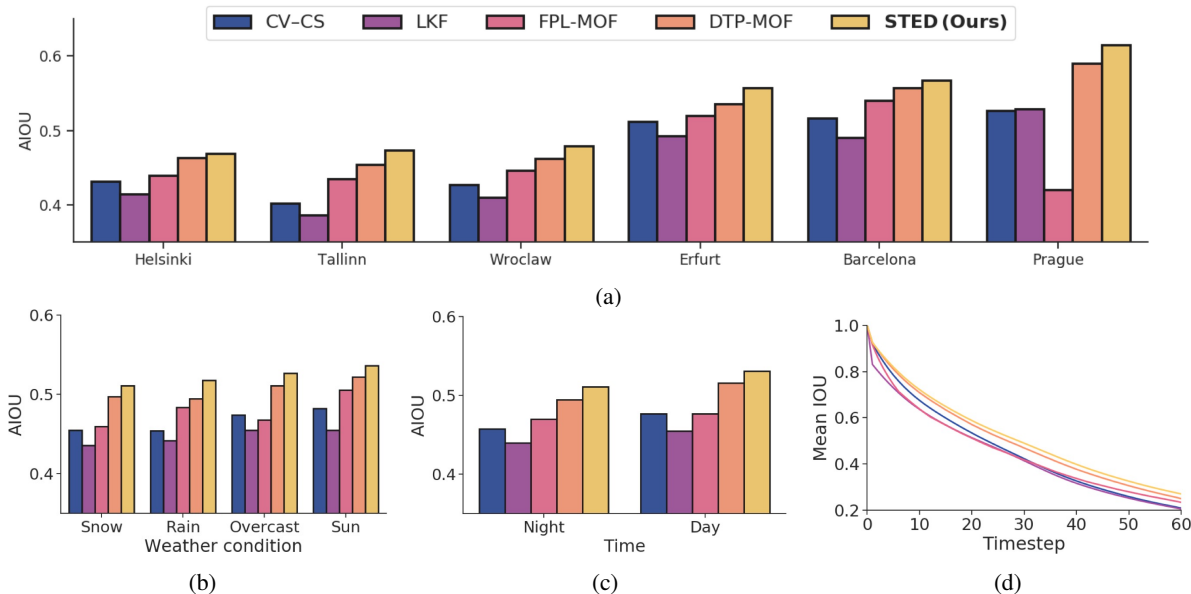 CV–CS LKF FPL-MOF DTP-MOF STED (Ours)
0.6
0.5
0.4
AIOU
Helsinki Tallinn Wroclaw Erfurt Barcelona Prague
(a)
0.6
0.5
0.4
AIOU
Snow Rain Overcast Sun
Weather condition
(b)
0.6
0.5
0.4
AIOU
Night Day
Time
(c)
1.0
0.8
0.6
0.4
0.2
Mean IOU
0 10 20 30 40 50 60
Timestep
(d)